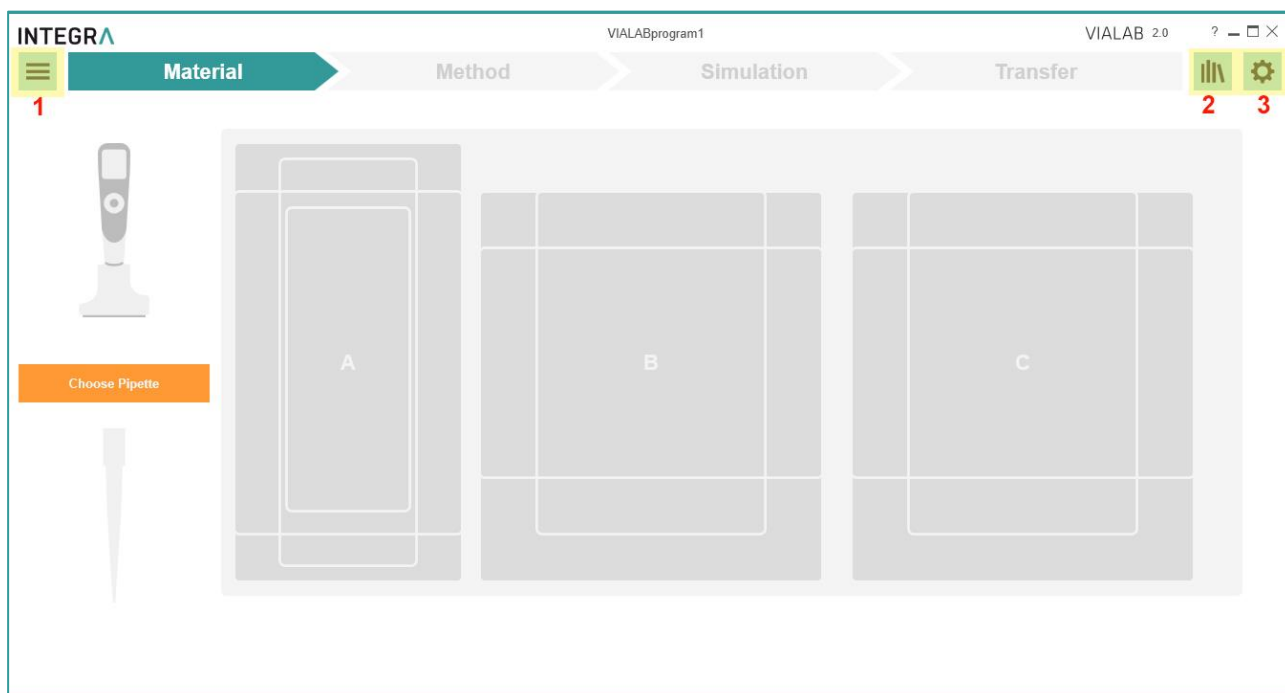 INTEGRA VIALABprogram1 VIALAB 2.0 ?
Material Method Simulation Transfer
1 2 3
A B C
Choose Pipette